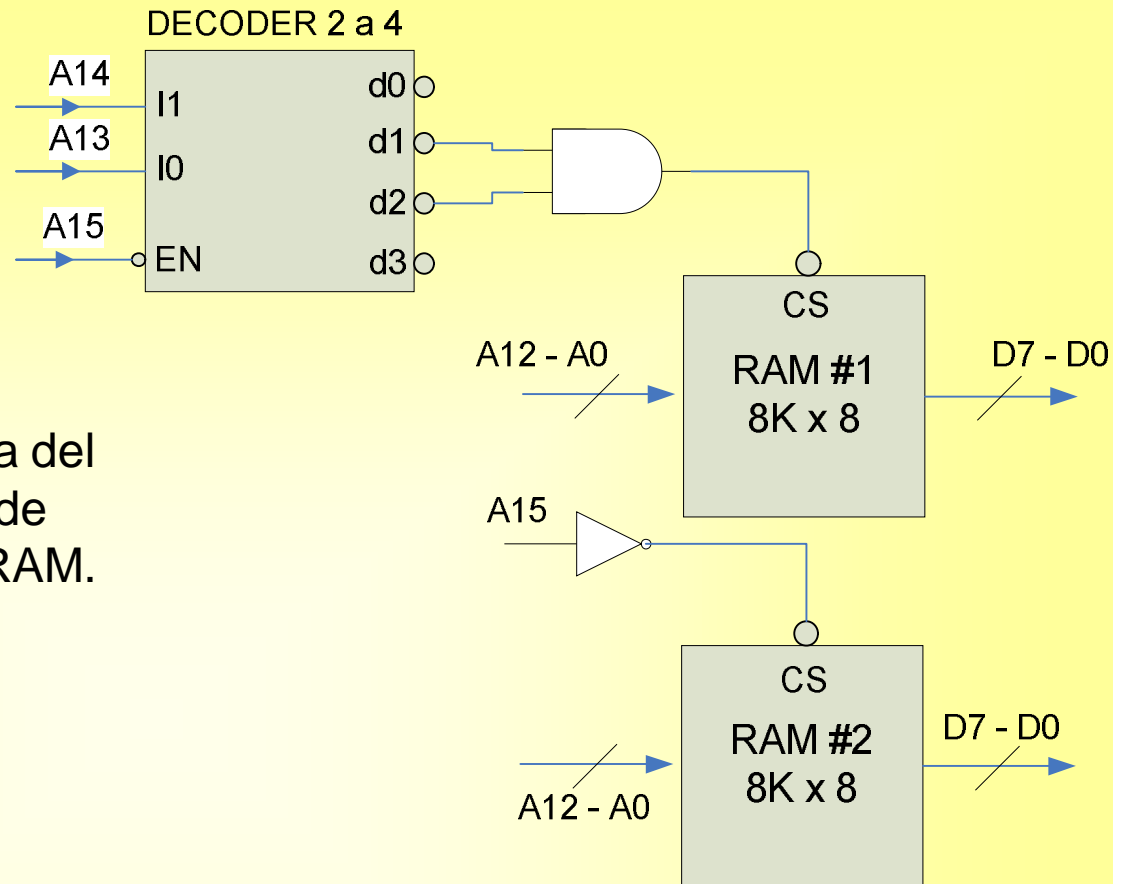 DECODER 2 a 4
A14
I1
d0
A13
I0
d1
d2
A15
EN
d3
CS
RAM #1
8K x 8
A12 - A0
D7 - D0
a del
de
RAM.
A15
CS
RAM #2
8K x 8
A12 - A0
D7 - D0